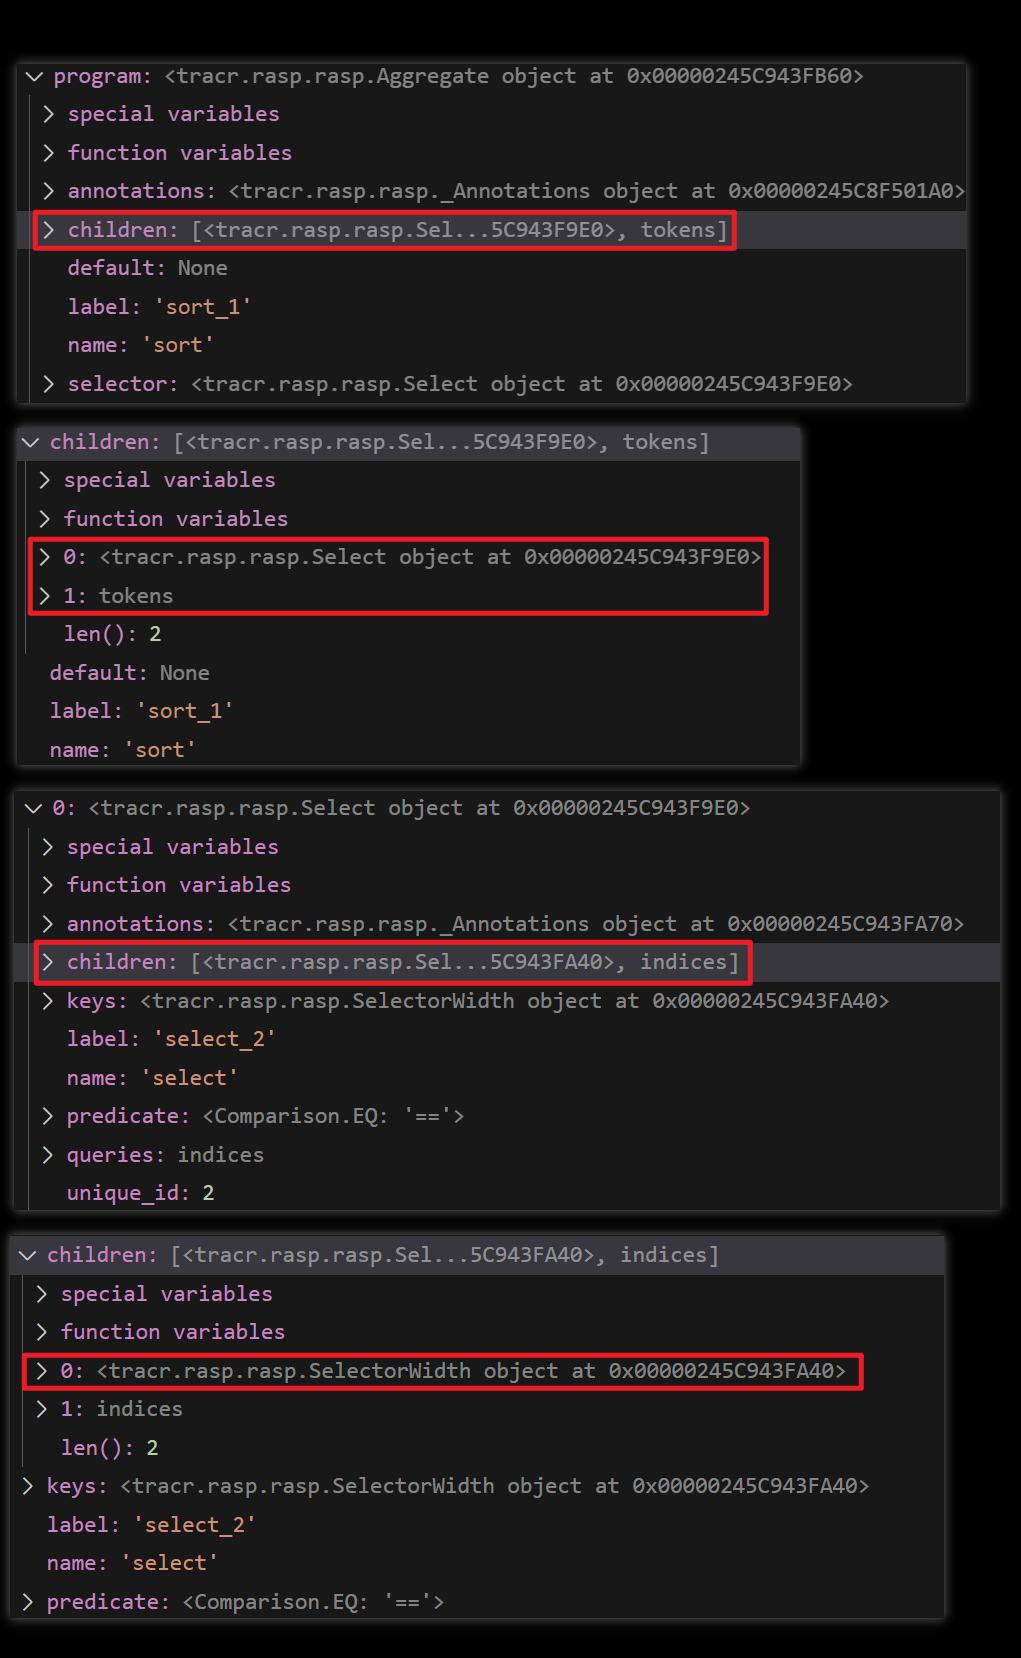 program: <tracr.rasp.rasp.Aggregate object at 0x00000245C943FB60>
special variables
function variables
annotations: <tracr.rasp.rasp._Annotations object at 0x00000245C8F501A0>
children: [<tracr.rasp.rasp.Sel...5C943F9E0>, tokens]
default: None
label: 'sort_1'
name: 'sort'
selector: <tracr.rasp.rasp.Select object at 0x00000245C943F9E0>
children: [<tracr.rasp.rasp.Sel...5C943F9E0>, tokens]
special variables
function variables
0: <tracr.rasp.rasp.Select object at 0x00000245C943F9E0>
1: tokens
len(): 2
default: None
label: 'sort_1'
name: 'sort'
0: <tracr.rasp.rasp.Select object at 0x00000245C943F9E0>
special variables
function variables
annotations: <tracr.rasp.rasp._Annotations object at 0x00000245C943FA70>
children: [<tracr.rasp.rasp.Sel...5C943FA40>, indices]
keys: <tracr.rasp.rasp.SelectorWidth object at 0x00000245C943FA40>
label: 'select_2'
name: 'select'
predicate: <Comparison.EQ: '=='>
queries: indices
unique_id: 2
children: [<tracr.rasp.rasp.Sel...5C943FA40>, indices]
special variables
function variables
0: <tracr.rasp.rasp.SelectorWidth object at 0x00000245C943FA40>
1: indices
len(): 2
keys: <tracr.rasp.rasp.SelectorWidth object at 0x00000245C943FA40>
label: 'select_2'
name: 'select'
predicate: <Comparison.EQ: '=='>